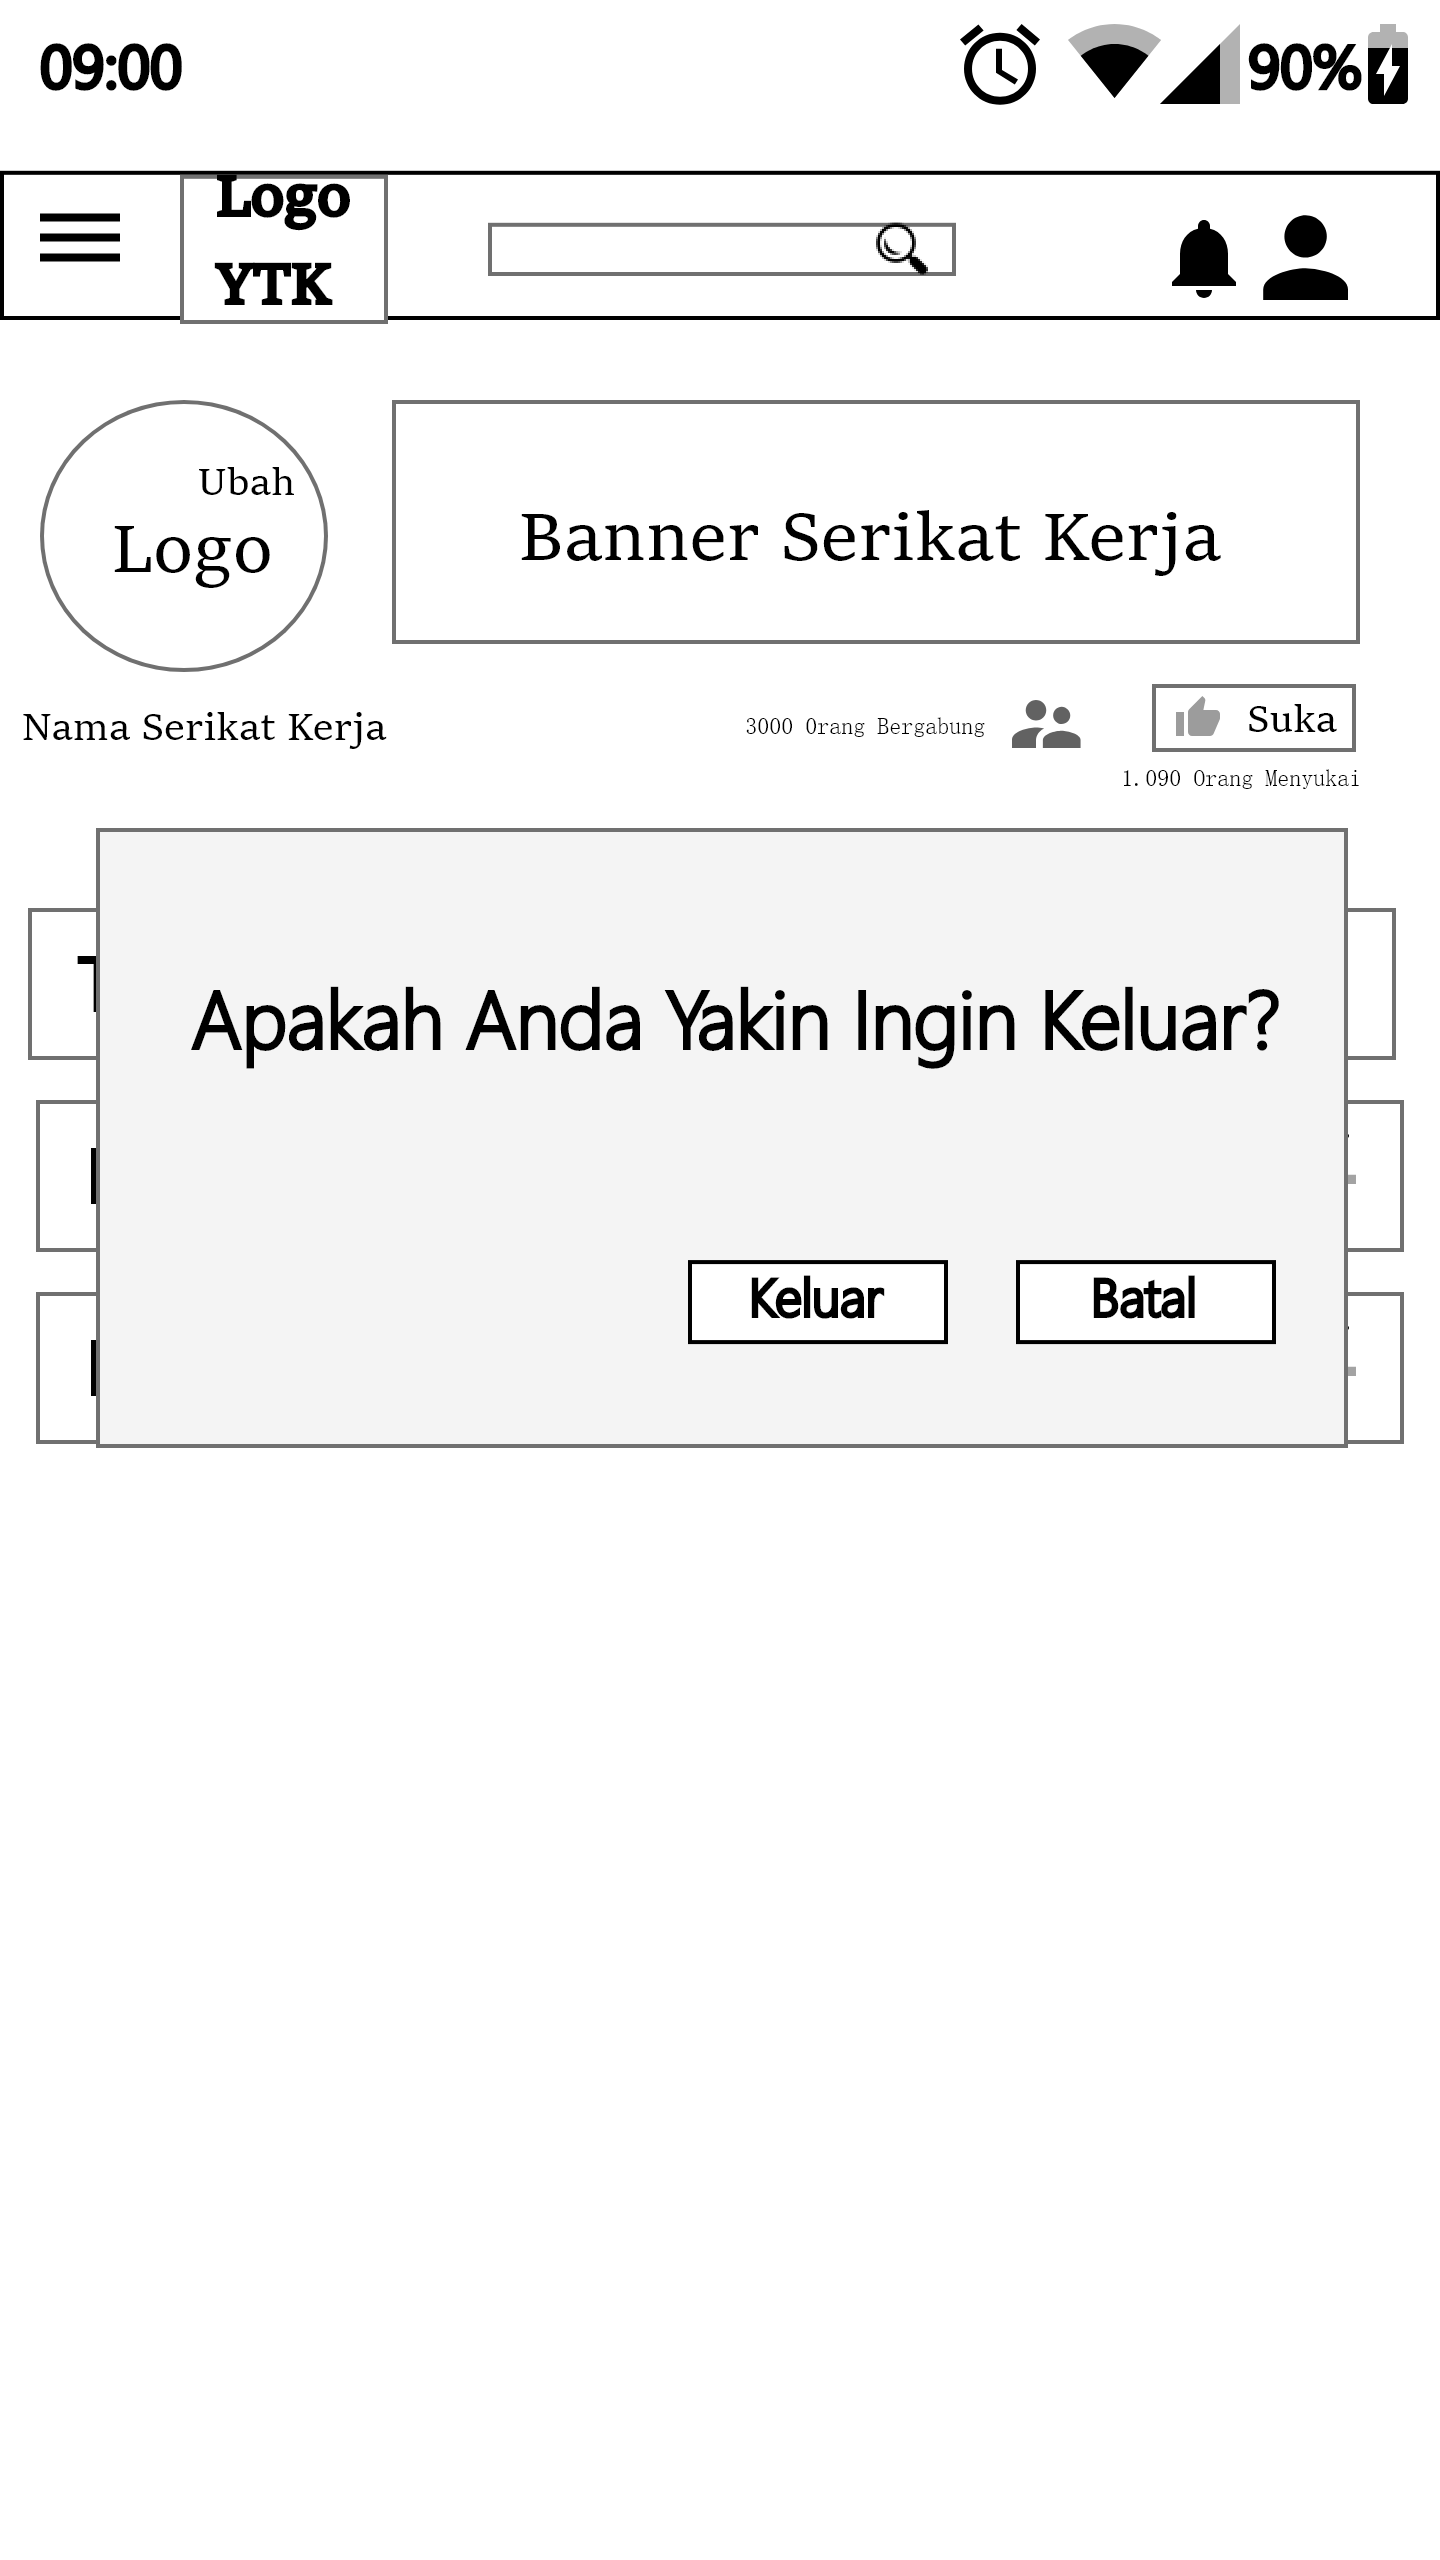 09:00
90%
Logo
YTK
Ubah
Logo
Banner Serikat Kerja
Nama Serikat Kerja
3000 Orang Bergabung
Suka
1.090 Orang Menyukai
Apakah Anda Yakin Ingin Keluar?
Keluar
Batal